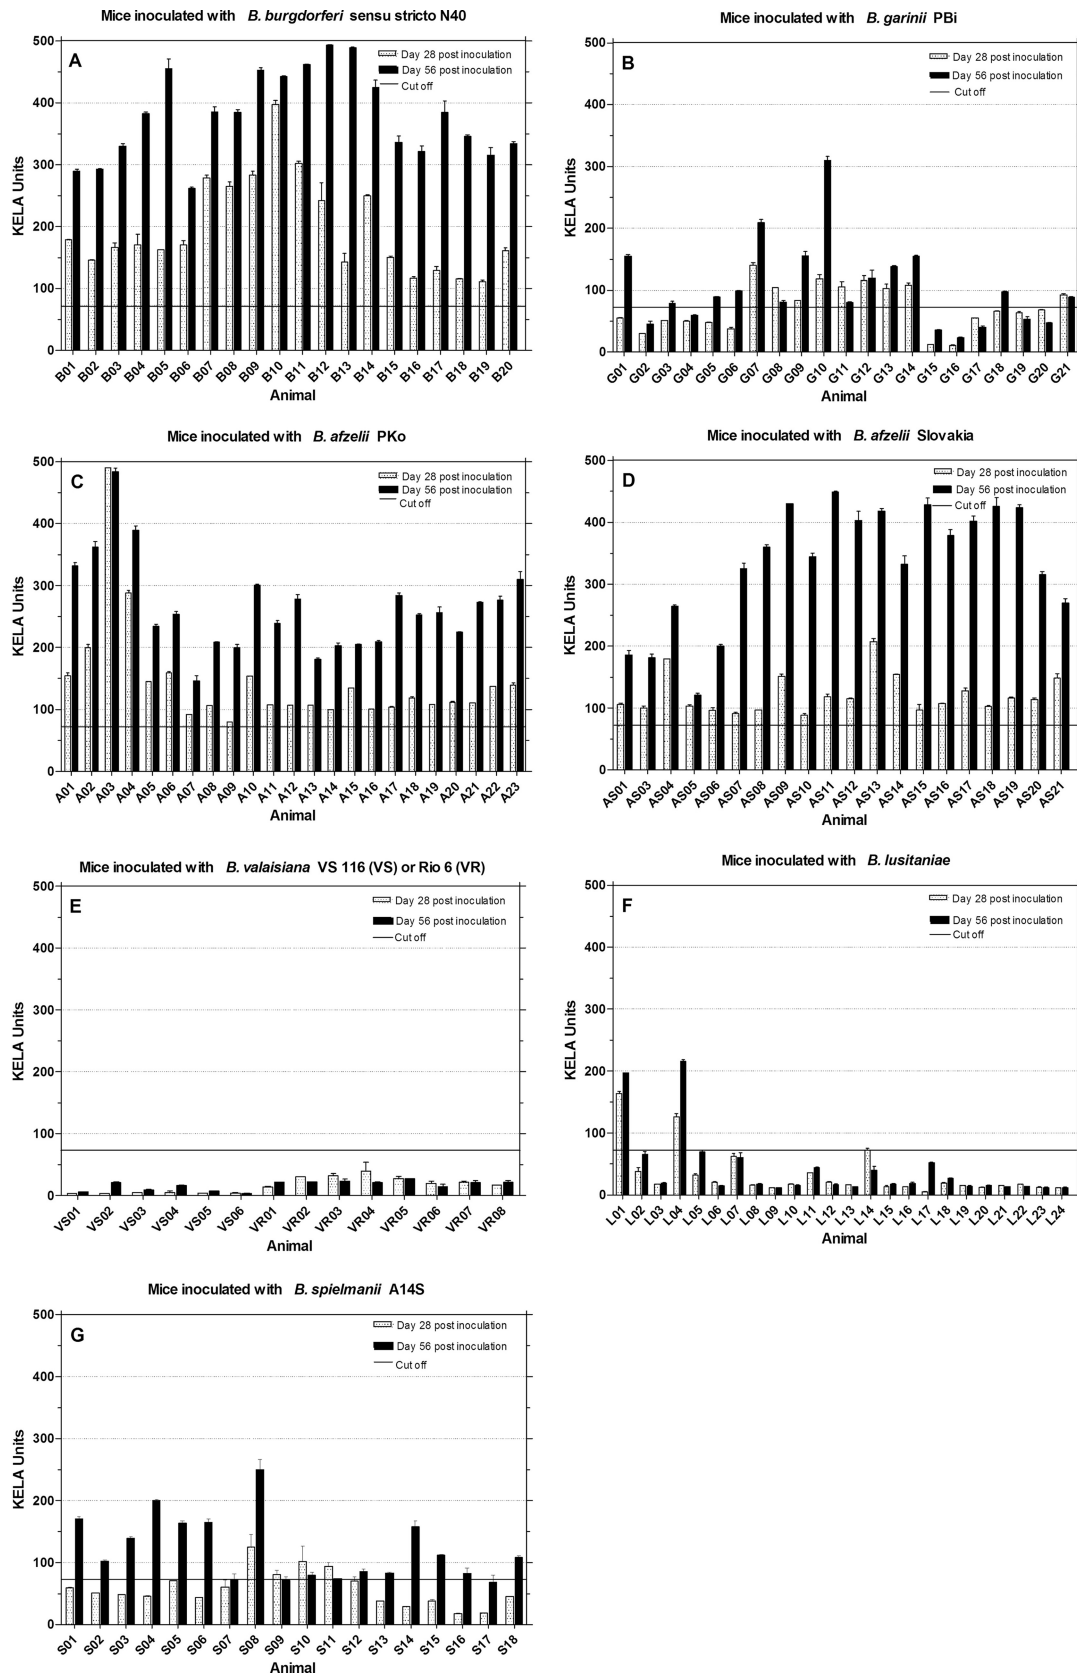 Mice inoculated with B. burgdorferi sensu stricto N40
A
Day 28 post inoculation
Day 56 post inoculation
Cut off
KELA Units
500
400
300
200
100
0
B01 B02 B03 B04 B05 B06 B07 B08 B09 B10 B11 B12 B13 B14 B15 B16 B17 B18 B19 B20
Animal
Mice inoculated with B. garinii PBi
B
Day 28 post inoculation
Day 56 post inoculation
Cut off
KELA Units
500
400
300
200
100
0
G01 G02 G03 G04 G05 G06 G07 G08 G09 G10 G11 G12 G13 G14 G15 G16 G17 G18 G19 G20 G21
Animal
Mice inoculated with B. afzelii PKo
C
Day 28 post inoculation
Day 56 post inoculation
Cut off
KELA Units
500
400
300
200
100
0
A01 A02 A03 A04 A05 A06 A07 A08 A09 A10 A11 A12 A13 A14 A15 A16 A17 A18 A19 A20 A21 A22 A23
Animal
Mice inoculated with B. afzelii Slovakia
D
Day 28 post inoculation
Day 56 post inoculation
Cut off
KELA Units
500
400
300
200
100
0
AS01 AS03 AS04 AS05 AS06 AS07 AS08 AS09 AS10 AS11 AS12 AS13 AS14 AS15 AS16 AS17 AS18 AS19 AS20 AS21
Animal
Mice inoculated with B. valaisiana VS 116 (VS) or Rio 6 (VR)
E
Day 28 post inoculation
Day 56 post inoculation
Cut off
KELA Units
500
400
300
200
100
0
VS01 VS02 VS03 VS04 VS05 VS06 VR01 VR02 VR03 VR04 VR05 VR06 VR07 VR08
Animal
Mice inoculated with B. lusitaniae
F
Day 28 post inoculation
Day 56 post inoculation
Cut off
KELA Units
500
400
300
200
100
0
L01 L02 L03 L04 L05 L06 L07 L08 L09 L10 L11 L12 L13 L14 L15 L16 L17 L18 L19 L20 L21 L22 L23 L24
Animal
Mice inoculated with B. spielmanii A14S
G
Day 28 post inoculation
Day 56 post inoculation
Cut off
KELA Units
500
400
300
200
100
0
S01 S02 S03 S04 S05 S06 S07 S08 S09 S10 S11 S12 S13 S14 S15 S16 S17 S18
Animal